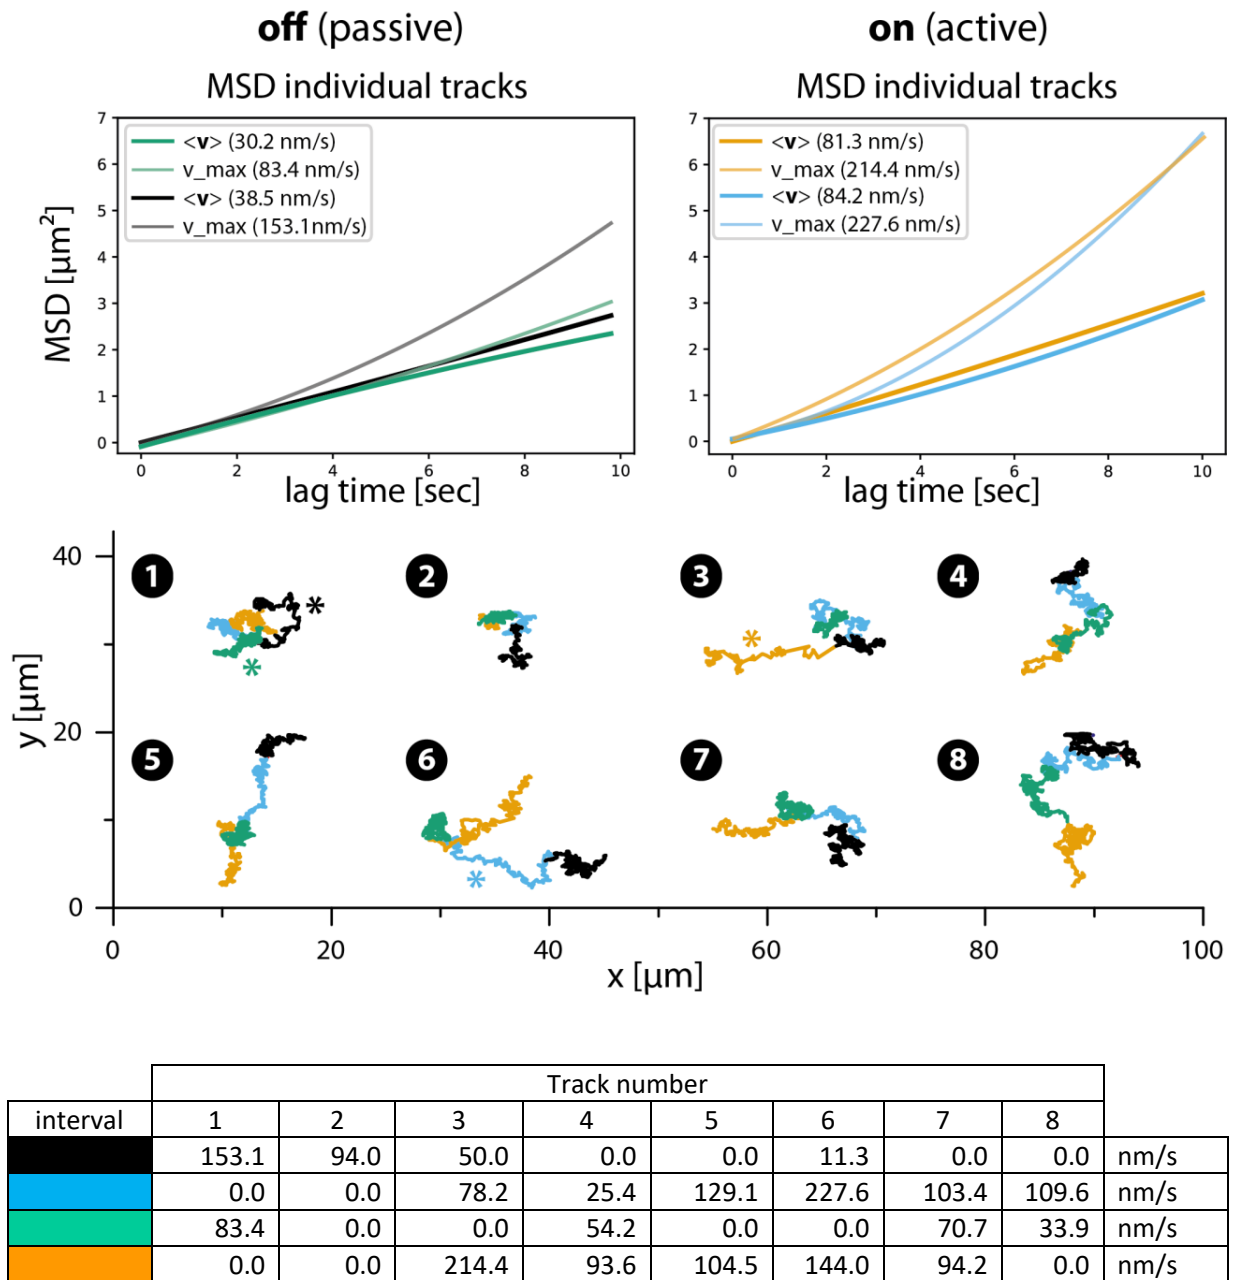 off (passive)
on (active)
MSD individual tracks
MSD individual tracks
<v> (30.2 nm/s)
v_max (83.4 nm/s)
<v> (38.5 nm/s)
v_max (153.1nm/s)
<v> (81.3 nm/s)
v_max (214.4 nm/s)
<v> (84.2 nm/s)
v_max (227.6 nm/s)
MSD [µm²]
7
6
5
4
3
2
1
0
0 2 4 6 8 10
lag time [sec]
7
6
5
4
3
2
1
0
0 2 4 6 8 10
lag time [sec]
y [µm]
40
20
0
1 * *
2
3 *
4
5
6 *
7
8
0 20 40 60 80 100
x [µm]
Track number
interval 1 2 3 4 5 6 7 8
153.1 94.0 50.0 0.0 0.0 11.3 0.0 0.0 nm/s
0.0 0.0 78.2 25.4 129.1 227.6 103.4 109.6 nm/s
83.4 0.0 0.0 54.2 0.0 0.0 70.7 33.9 nm/s
0.0 0.0 214.4 93.6 104.5 144.0 94.2 0.0 nm/s